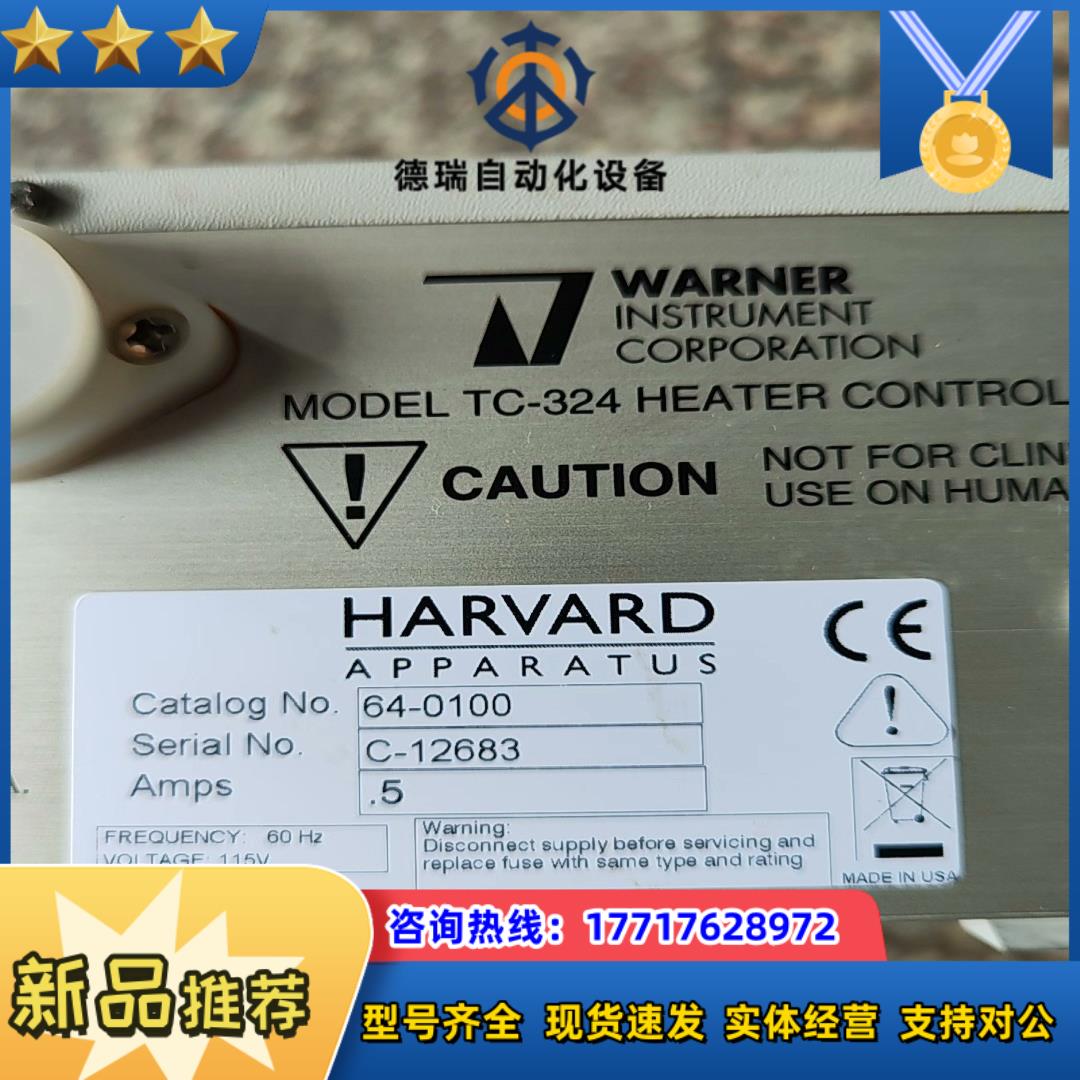 德瑞自动化设备
WARNER
INSTRUMENT
CORPORATION
MODEL TC-324 HEATER CONTROL
CAUTION
NOT FOR CLIN
USE ON HUMA
HARVARD
APPARATUS
Catalog No. 64-0100
Serial No. C-12683
Amps .5
FREQUENCY: 60 Hz
VOLTAGE: 115V
Warning:
Disconnect supply before servicing and
replace fuse with same type and rating
CE
MADE IN USA
咨询热线：17717628972
新品推荐
型号齐全 现货速发 实体经营 支持对公